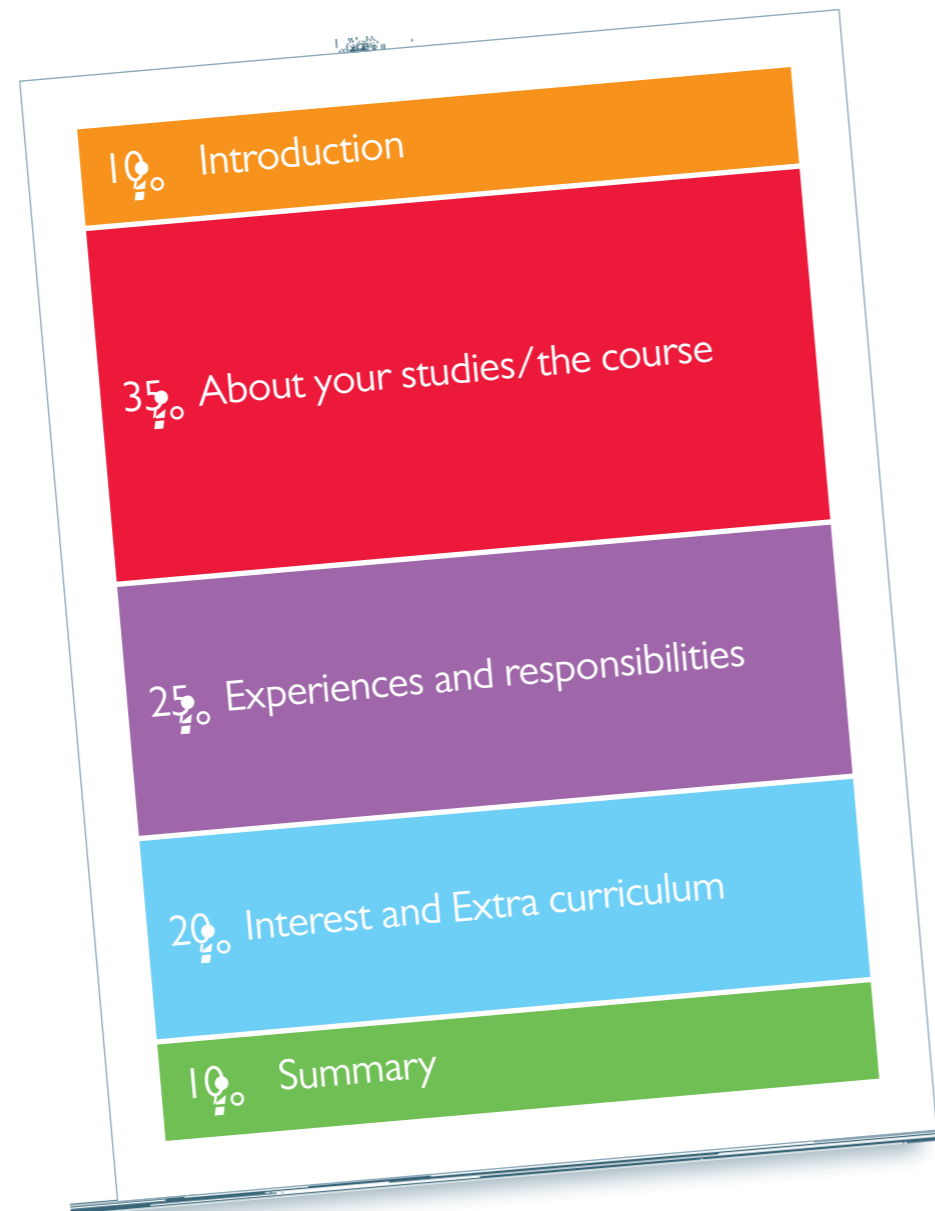 10% Introduction
35% About your studies/the course
25% Experiences and responsibilities
20% Interest and Extra curriculum
10% Summary